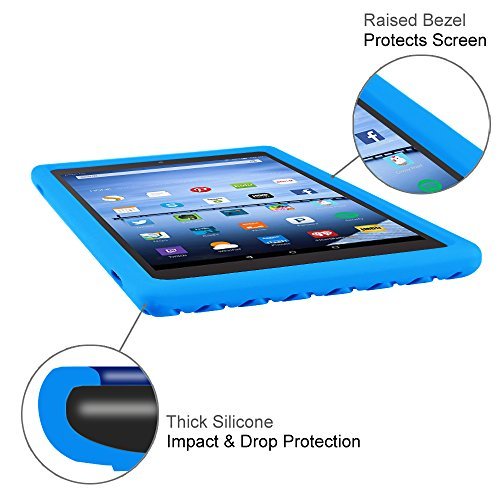 Raised Bezel
Protects Screen
Thick Silicone
Impact & Drop Protection